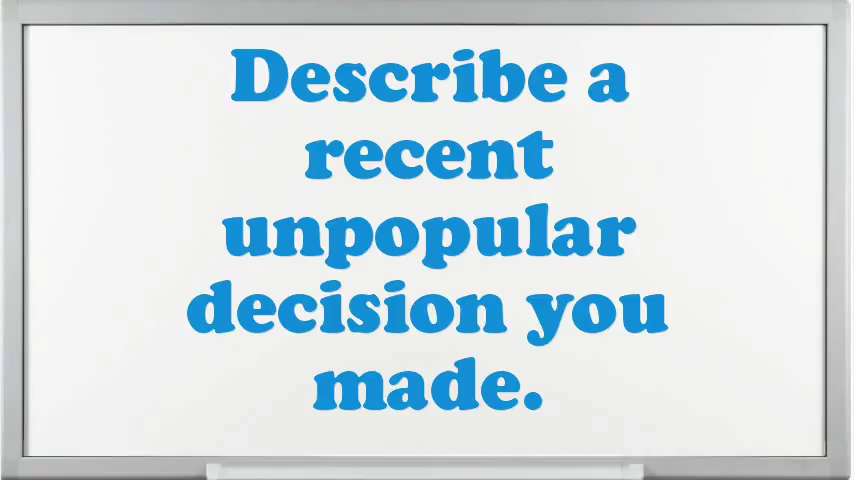 Describe a
recent
unpopular
decision you
made.